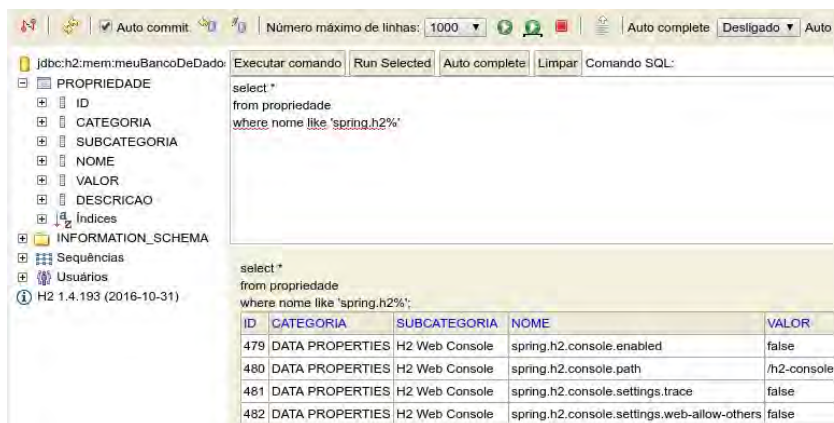 Auto commit Número máximo de linhas: 1000 Auto complete Desligado Auto
jdbc:h2:mem:meuBancoDeDado
PROPRIEDADE
ID
CATEGORIA
SUBCATEGORIA
NOME
VALOR
DESCRICAO
Índices
INFORMATION_SCHEMA
Sequências
Usuários
H2 1.4.193 (2016-10-31)
Executar comando Run Selected Auto complete Limpar Comando SQL:
select *
from propriedade
where nome like 'spring.h2%'
select *
from propriedade
where nome like 'spring.h2%';
ID CATEGORIA SUBCATEGORIA NOME VALOR
479 DATA PROPERTIES H2 Web Console spring.h2.console.enabled false
480 DATA PROPERTIES H2 Web Console spring.h2.console.path /h2-console
481 DATA PROPERTIES H2 Web Console spring.h2.console.settings.trace false
482 DATA PROPERTIES H2 Web Console spring.h2.console.settings.web-allow-others false